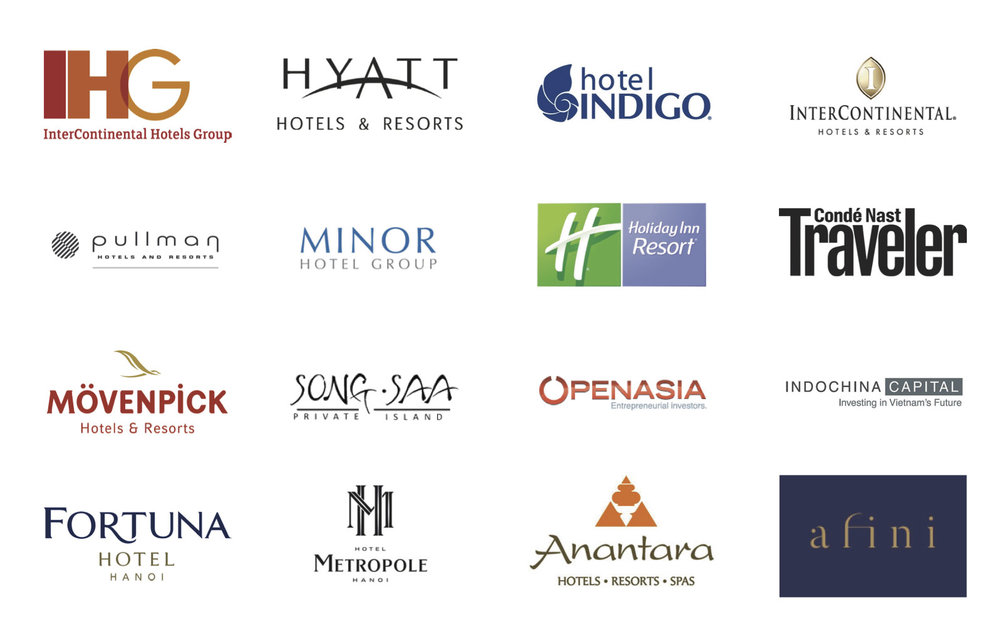 IHG
InterContinental Hotels Group
HYATT
HOTELS & RESORTS
hotel
INDIGO®
I
INTERCONTINENTAL®
HOTELS & RESORTS
pullman
HOTELS AND RESORTS
MINOR
HOTEL GROUP
H®
Holiday Inn
Resort®
Condé Nast
Traveler
MÖVENPiCK
Hotels & Resorts
SONG·SAA
PRIVATE ISLAND
OPENASIA
Entrepreneurial Investors.
INDOCHINA CAPITAL
Investing in Vietnam's Future
FORTUNA
HOTEL
HANOI
M
HOTEL
METROPOLE
HANOI
Anantara
HOTELS • RESORTS • SPAS
afini